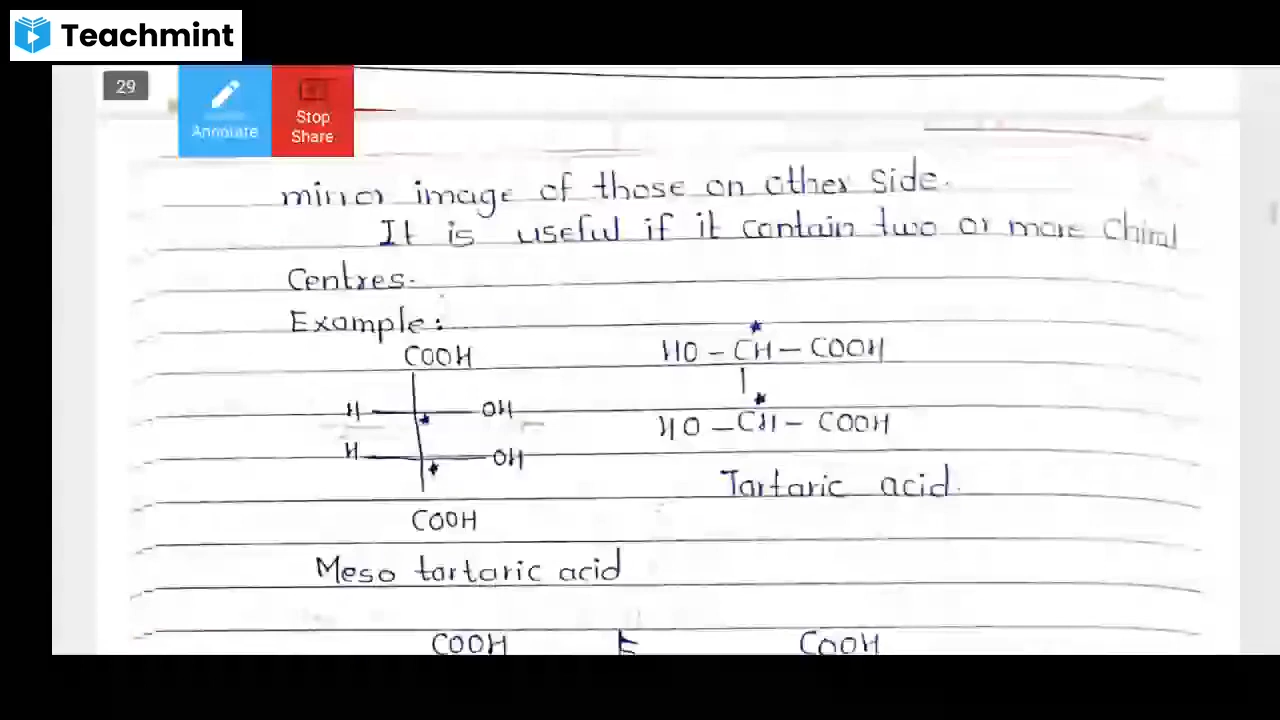 Teachmint
29
Annotate
Stop
Share
mirror image of those on other side.
It is useful if it contain two or more Chiral
Centres.
Example:
COOH
H OH
H OH
COOH
Meso tartaric acid
HO - CH - COOH
HO - CH - COOH
Tartaric acid.
COOH COOH